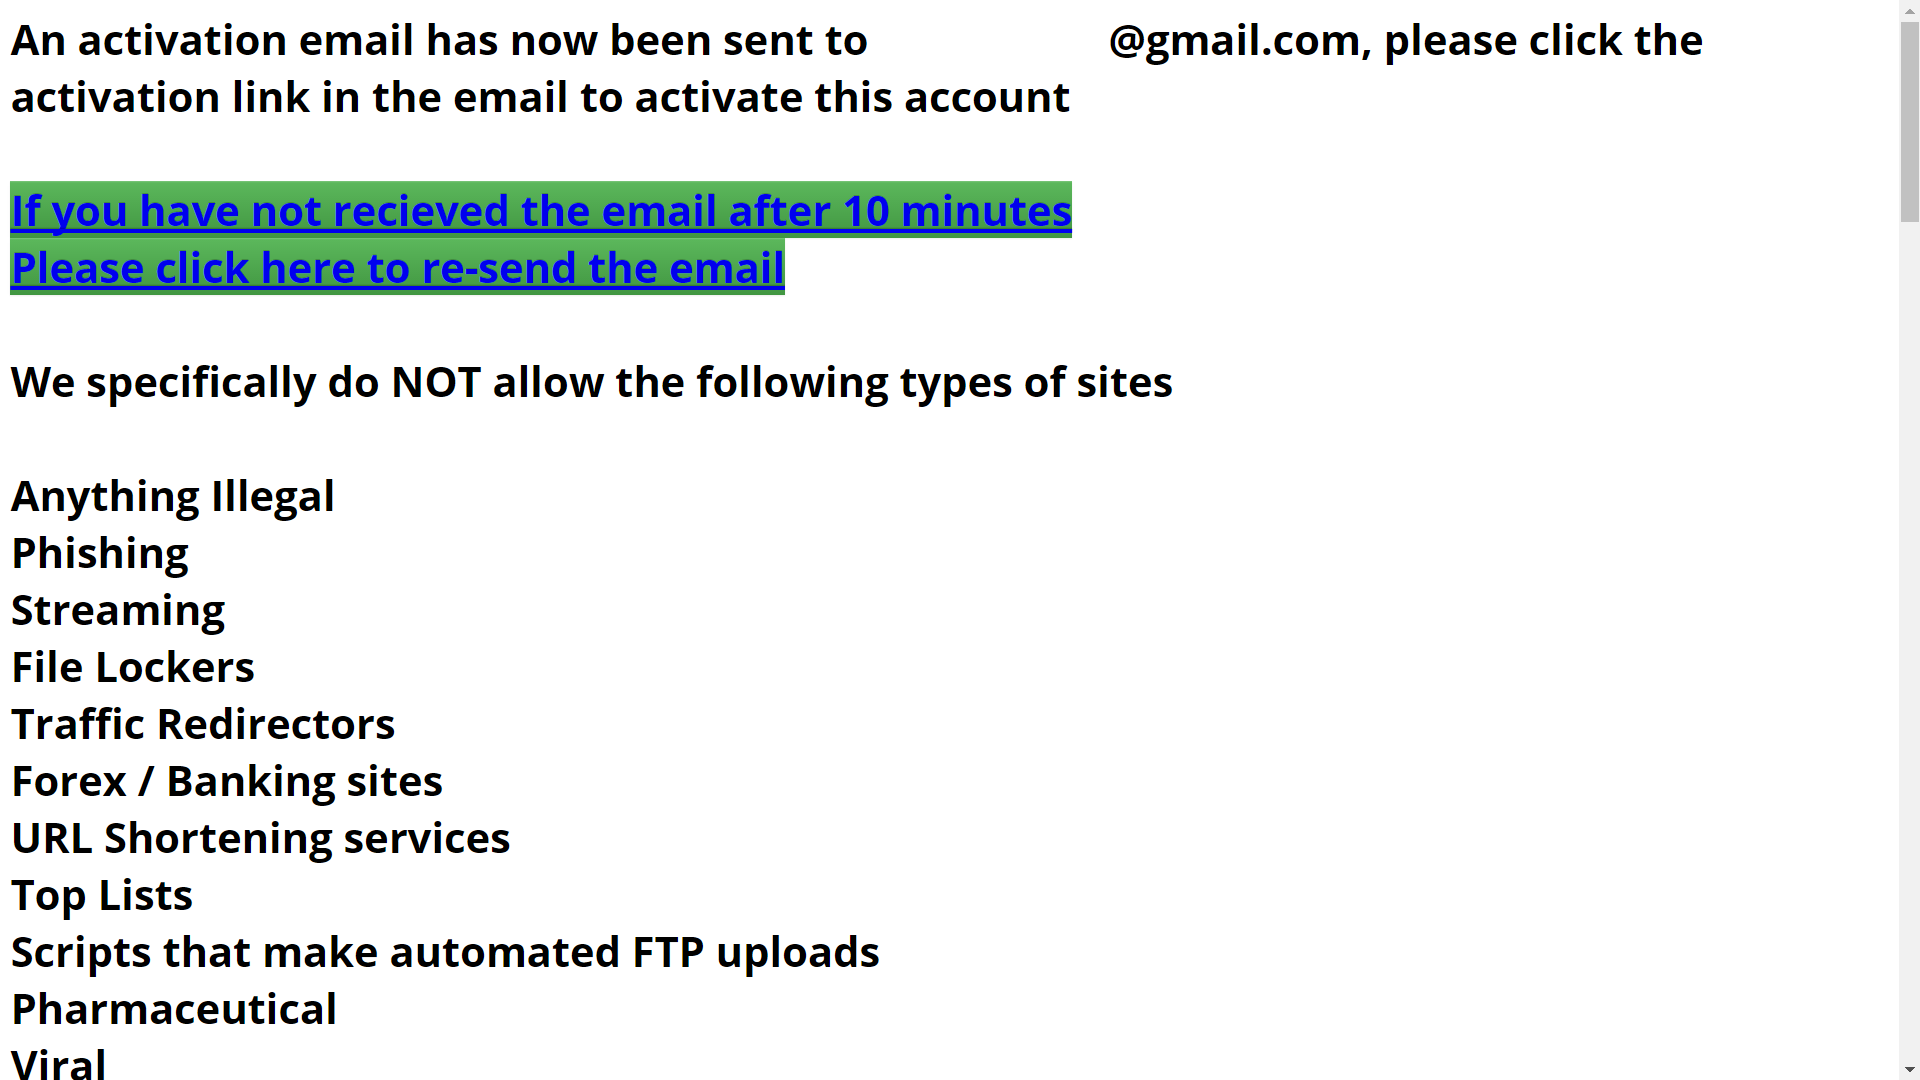 An activation email has now been sent to @gmail.com, please click the
activation link in the email to activate this account
If you have not recieved the email after 10 minutes
Please click here to re-send the email
We specifically do NOT allow the following types of sites
Anything Illegal
Phishing
Streaming
File Lockers
Traffic Redirectors
Forex / Banking sites
URL Shortening services
Top Lists
Scripts that make automated FTP uploads
Pharmaceutical
Viral